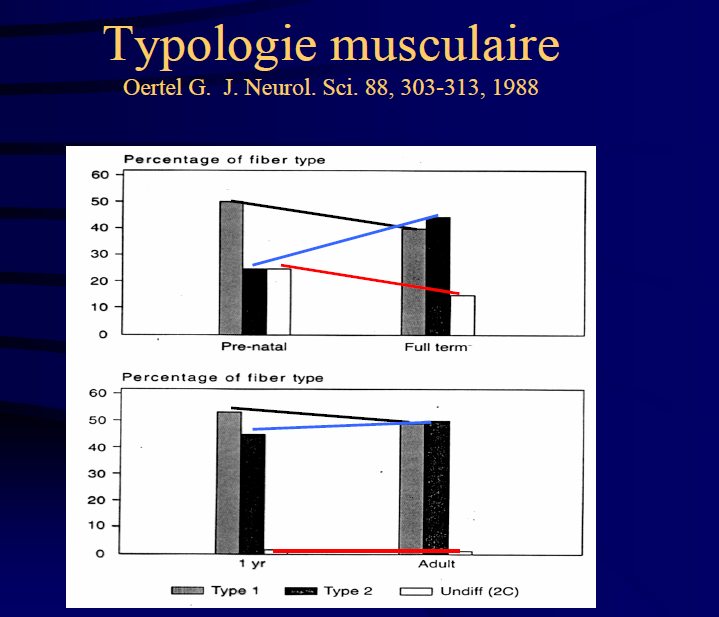 Typologie musculaire
Oertel G. J. Neurol. Sci. 88, 303-313, 1988
Percentage of fiber type
60
50
40
30
20
10
0
Pre-natal Full term
Percentage of fiber type
60
50
40
30
20
10
0
1 yr Adult
Type 1 Type 2 Undiff (2C)